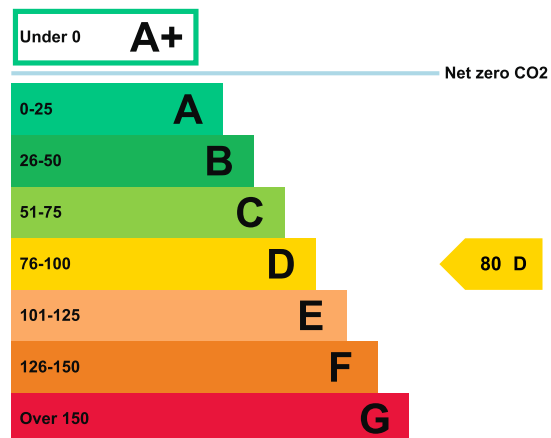 Under 0 A+
Net zero CO2
0-25 A
26-50 B
51-75 C
76-100 D
80 D
101-125 E
126-150 F
Over 150 G